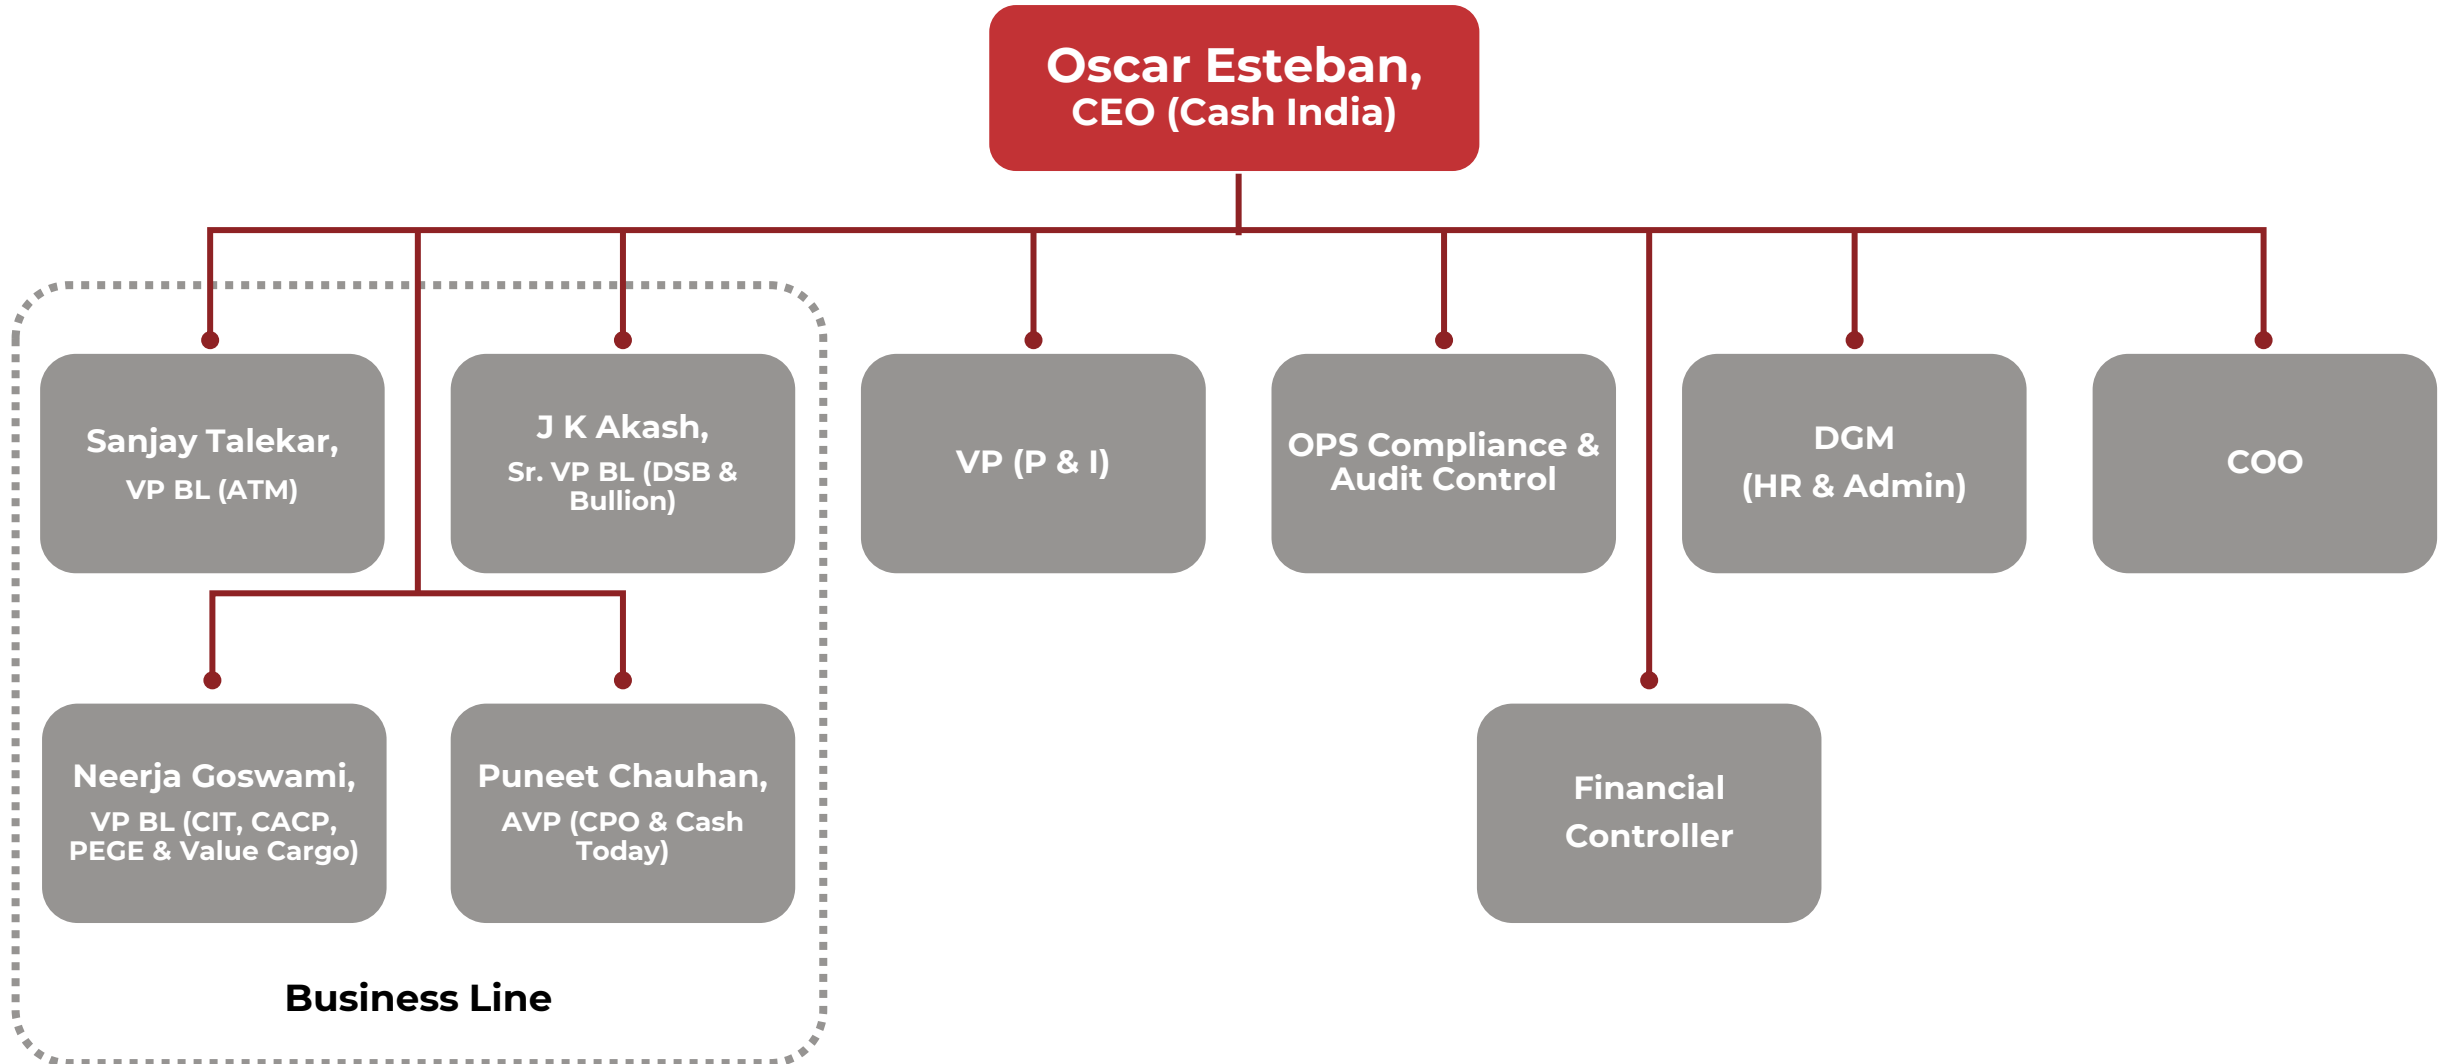 Oscar Esteban,
CEO (Cash India)
Sanjay Talekar,
VP BL (ATM)
J K Akash,
Sr. VP BL (DSB &
Bullion)
VP (P & I)
OPS Compliance &
Audit Control
DGM
(HR & Admin)
COO
Neerja Goswami,
VP BL (CIT, CACP,
PEGE & Value Cargo)
Puneet Chauhan,
AVP (CPO & Cash
Today)
Financial
Controller
Business Line